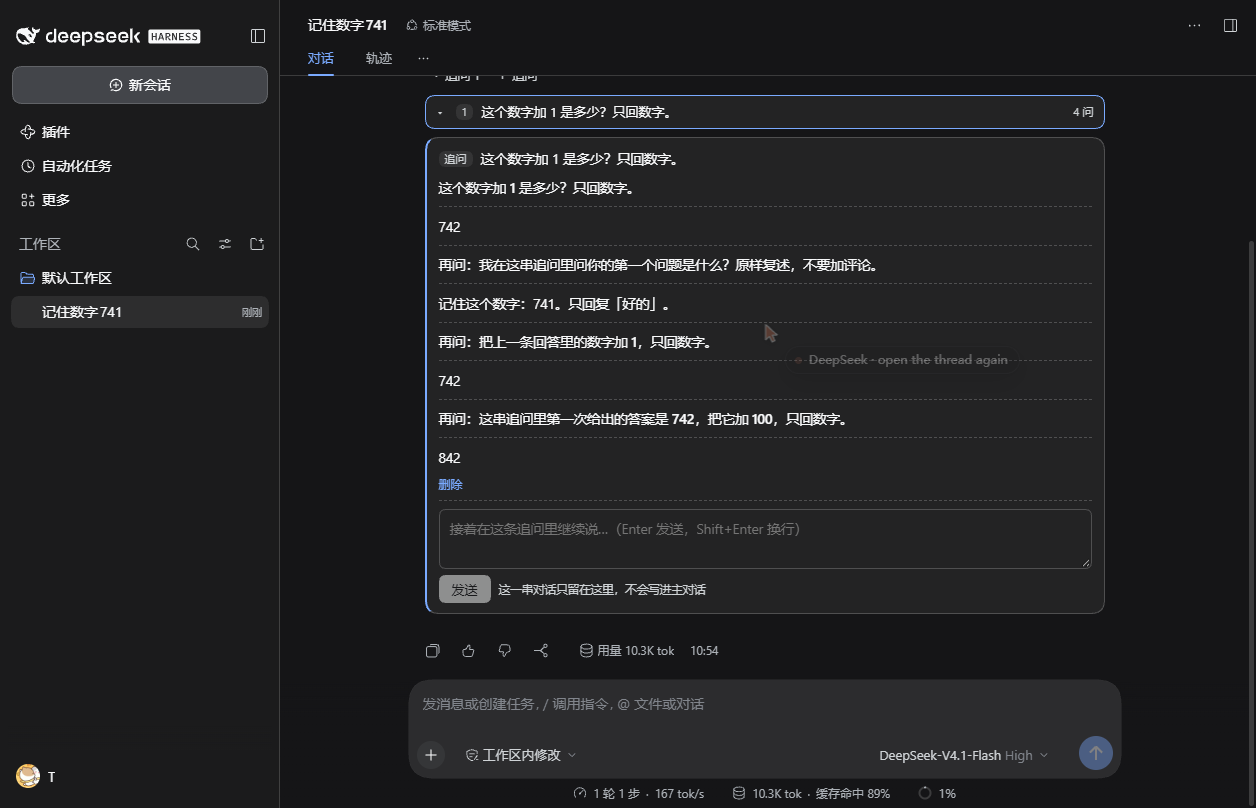 deepseek HARNESS
新会话
插件
自动化任务
更多
工作区
默认工作区
记住数字 741 刚刚
T
记住数字 741 标准模式
对话 轨迹 ···
1 这个数字加 1 是多少？只回数字。 4 问
追问 这个数字加 1 是多少？只回数字。
这个数字加 1 是多少？只回数字。
742
再问：我在这串追问里问你的第一个问题是什么？原样复述，不要加评论。
记住这个数字：741。只回复「好的」。
再问：把上一条回答里的数字加 1，只回数字。
DeepSeek · open the thread again
742
再问：这串追问里第一次给出的答案是 742，把它加 100，只回数字。
842
删除
接着在这条追问里继续说...（Enter 发送，Shift+Enter 换行）
发送 这一串对话只留在这里，不会写进主对话
用量 10.3K tok 10:54
发消息或创建任务, / 调用指令, @ 文件或对话
工作区内修改 DeepSeek-V4.1-Flash High
1 轮 1 步 · 167 tok/s 10.3K tok · 缓存命中 89% 1%